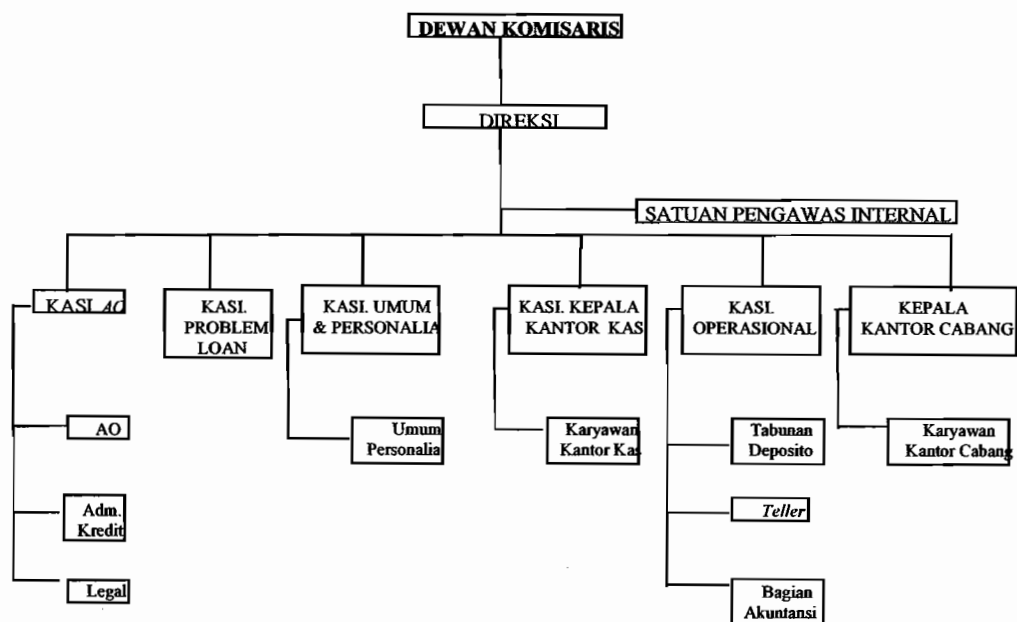 DEWAN KOMISARIS
DIREKSI
SATUAN PENGAWAS INTERNAL
KASI AO
KASI.
PROBLEM
LOAN
KASI. UMUM
& PERSONALIA
KASI. KEPALA
KANTOR KAS
KASI.
OPERASIONAL
KEPALA
KANTOR CABANG
AO
Umum
Personalia
Karyawan
Kantor Kas
Tabunan
Deposito
Karyawan
Kantor Cabang
Adm.
Kredit
Teller
Legal
Bagian
Akuntansi